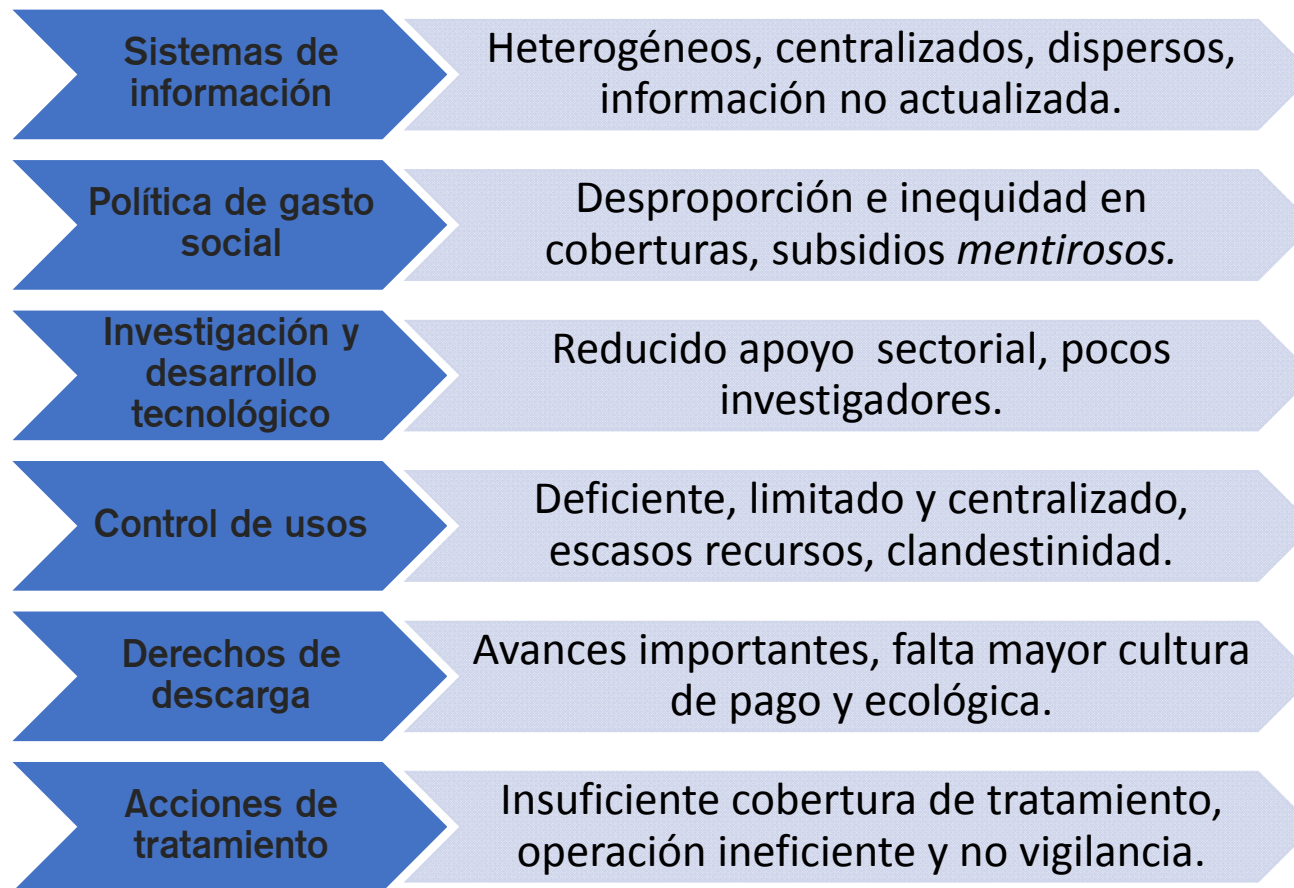 Sistemas de
información
Heterogéneos, centralizados, dispersos,
información no actualizada.
Política de gasto
social
Desproporción e inequidad en
coberturas, subsidios mentirosos.
Investigación y
desarrollo
tecnológico
Reducido apoyo sectorial, pocos
investigadores.
Control de usos
Deficiente, limitado y centralizado,
escasos recursos, clandestinidad.
Derechos de
descarga
Avances importantes, falta mayor cultura
de pago y ecológica.
Acciones de
tratamiento
Insuficiente cobertura de tratamiento,
operación ineficiente y no vigilancia.